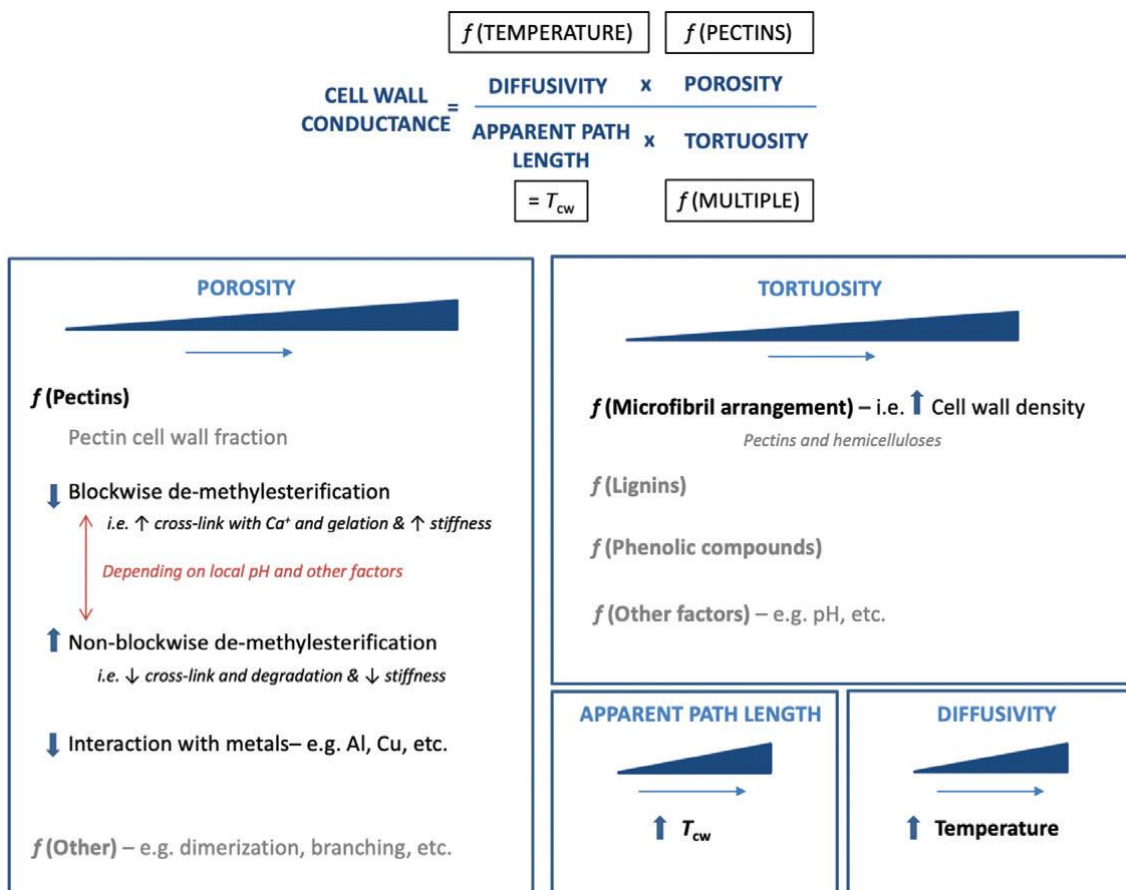 f (TEMPERATURE) f (PECTINS)
CELL WALL CONDUCTANCE = DIFFUSIVITY x POROSITY
APPARENT PATH LENGTH x TORTUOSITY
= Tcw f (MULTIPLE)
POROSITY
f (Pectins)
Pectin cell wall fraction
↓ Blockwise de-methylesterification
i.e. ↑ cross-link with Ca⁺ and gelation & ↑ stiffness
Depending on local pH and other factors
↑ Non-blockwise de-methylesterification
i.e. ↓ cross-link and degradation & ↓ stiffness
↓ Interaction with metals– e.g. Al, Cu, etc.
f (Other) – e.g. dimerization, branching, etc.
TORTUOSITY
f (Microfibril arrangement) – i.e. ↑ Cell wall density
Pectins and hemicelluloses
f (Lignins)
f (Phenolic compounds)
f (Other factors) – e.g. pH, etc.
APPARENT PATH LENGTH
↑ Tcw
DIFFUSIVITY
↑ Temperature